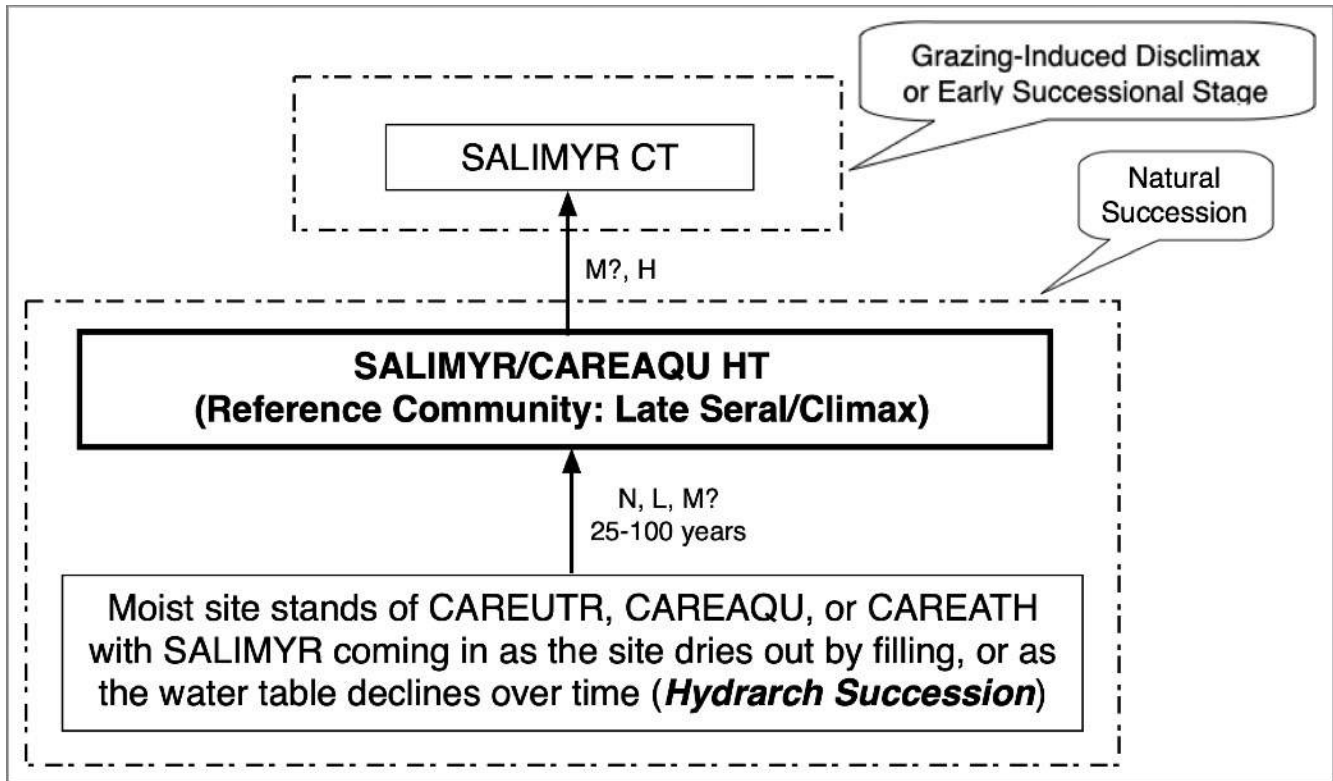 Grazing-Induced Disclimax
or Early Successional Stage
SALIMYR CT
Natural
Succession
M?, H
SALIMYR/CAREAQU HT
(Reference Community: Late Seral/Climax)
N, L, M?
25-100 years
Moist site stands of CAREUTR, CAREAQU, or CAREATH
with SALIMYR coming in as the site dries out by filling, or as
the water table declines over time (Hydrarch Succession)